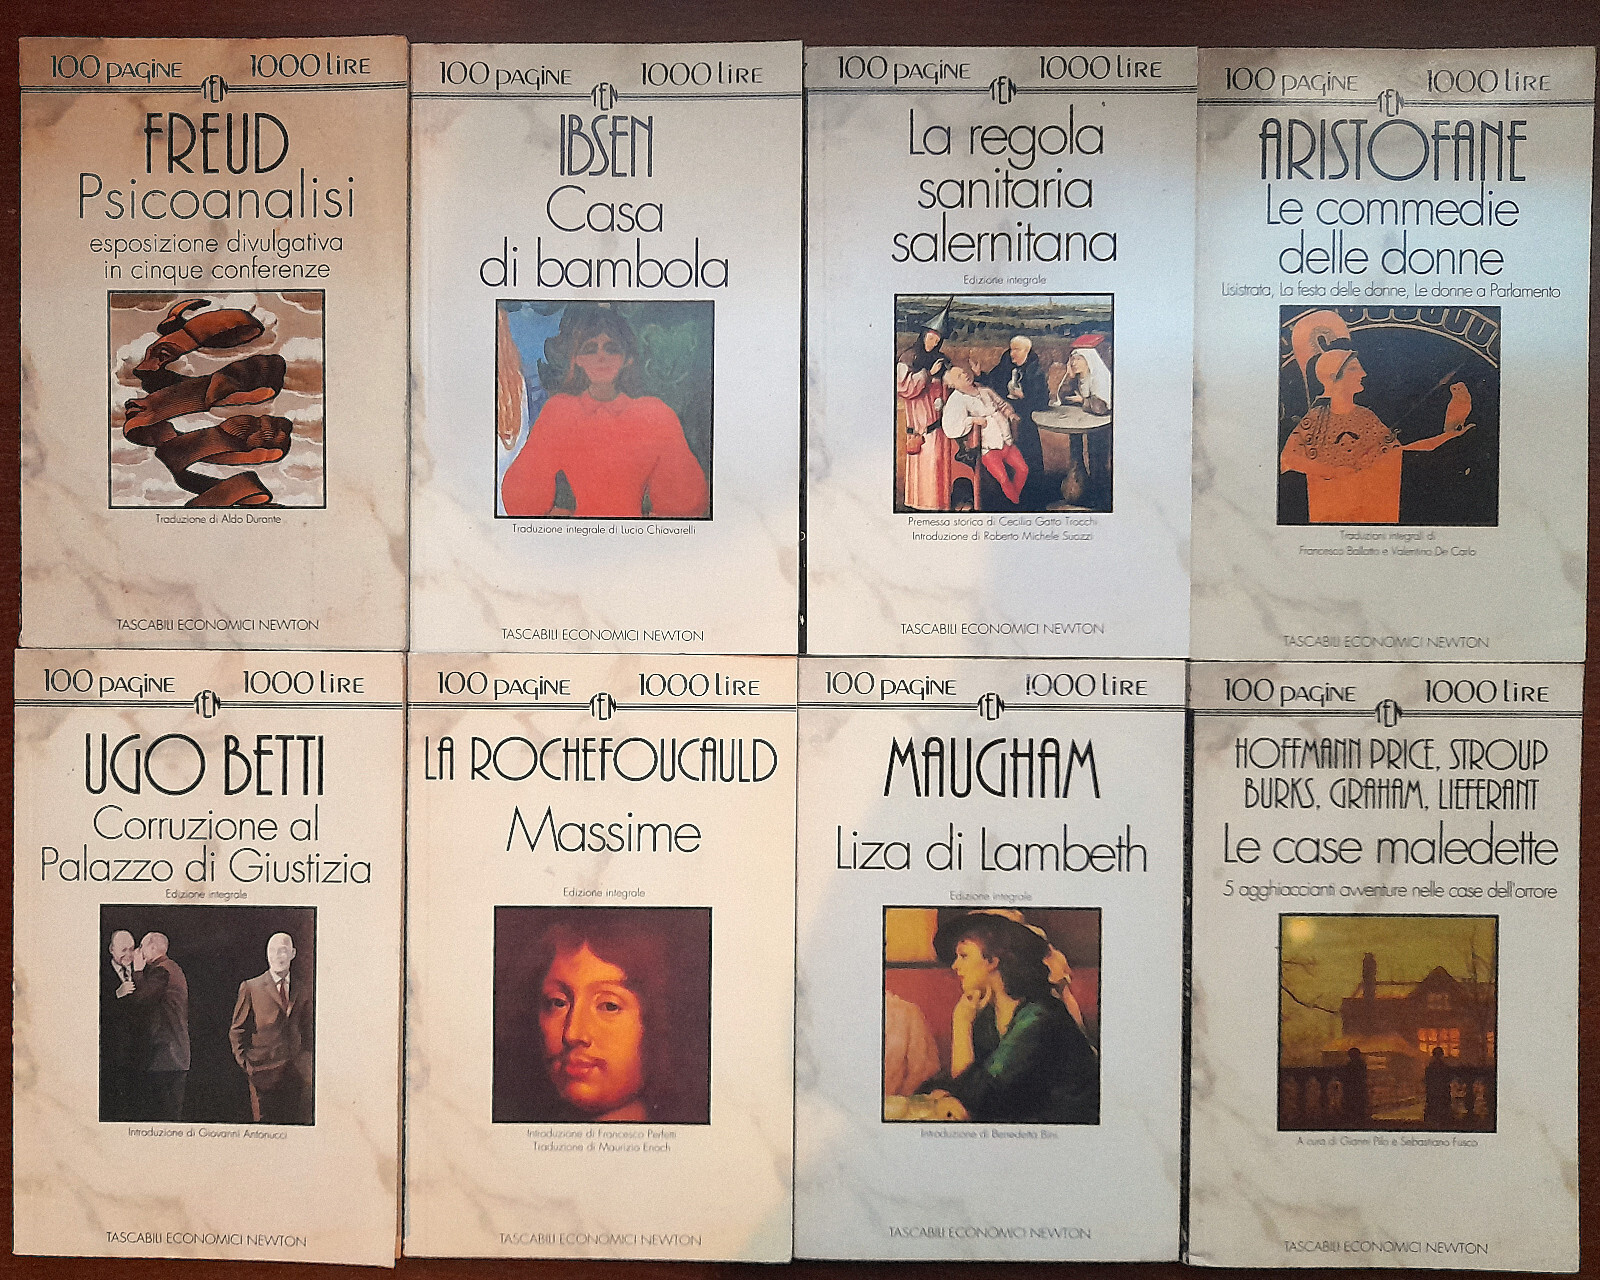 100 PAGINE 1000 LIRE
TEN
FREUD
Psicoanalisi
esposizione divulgativa
in cinque conferenze
Traduzione di Aldo Durante
TASCABILI ECONOMICI NEWTON
100 PAGINE 1000 LIRE
TEN
IBSEN
Casa
di bambola
Traduzione integrale di Lucio Chiavarelli
TASCABILI ECONOMICI NEWTON
100 PAGINE 1000 LIRE
TEN
La regola
sanitaria
salernitana
Edizione integrale
Premessa storica di Cecilia Gatto Trocchi
Introduzione di Roberto Michele Suozzi
TASCABILI ECONOMICI NEWTON
100 PAGINE 1000 LIRE
TEN
ARISTOFANE
Le commedie
delle donne
Lisistrata, La festa delle donne, Le donne a Parlamento
Traduzioni integrali di
Francesco Ballotto e Valentino De Carlo
TASCABILI ECONOMICI NEWTON
100 PAGINE 1000 LIRE
TEN
UGO BETTI
Corruzione al
Palazzo di Giustizia
Edizione integrale
Introduzione di Giovanni Antonucci
TASCABILI ECONOMICI NEWTON
100 PAGINE 1000 LIRE
TEN
LA ROCHEFOUCAULD
Massime
Edizione integrale
Introduzione di Francesco Perfetti
Traduzione di Maurizio Enoch
TASCABILI ECONOMICI NEWTON
100 PAGINE 1000 LIRE
TEN
MAUGHAM
Liza di Lambeth
Edizione integrale
Introduzione di Benedetta Bini
TASCABILI ECONOMICI NEWTON
100 PAGINE 1000 LIRE
TEN
HOFFMANN PRICE, STROUP
BURKS, GRAHAM, LIEFERANT
Le case maledette
5 agghiaccianti avventure nelle case dell'orrore
A cura di Gianni Pilo e Sebastiano Fusco
TASCABILI ECONOMICI NEWTON